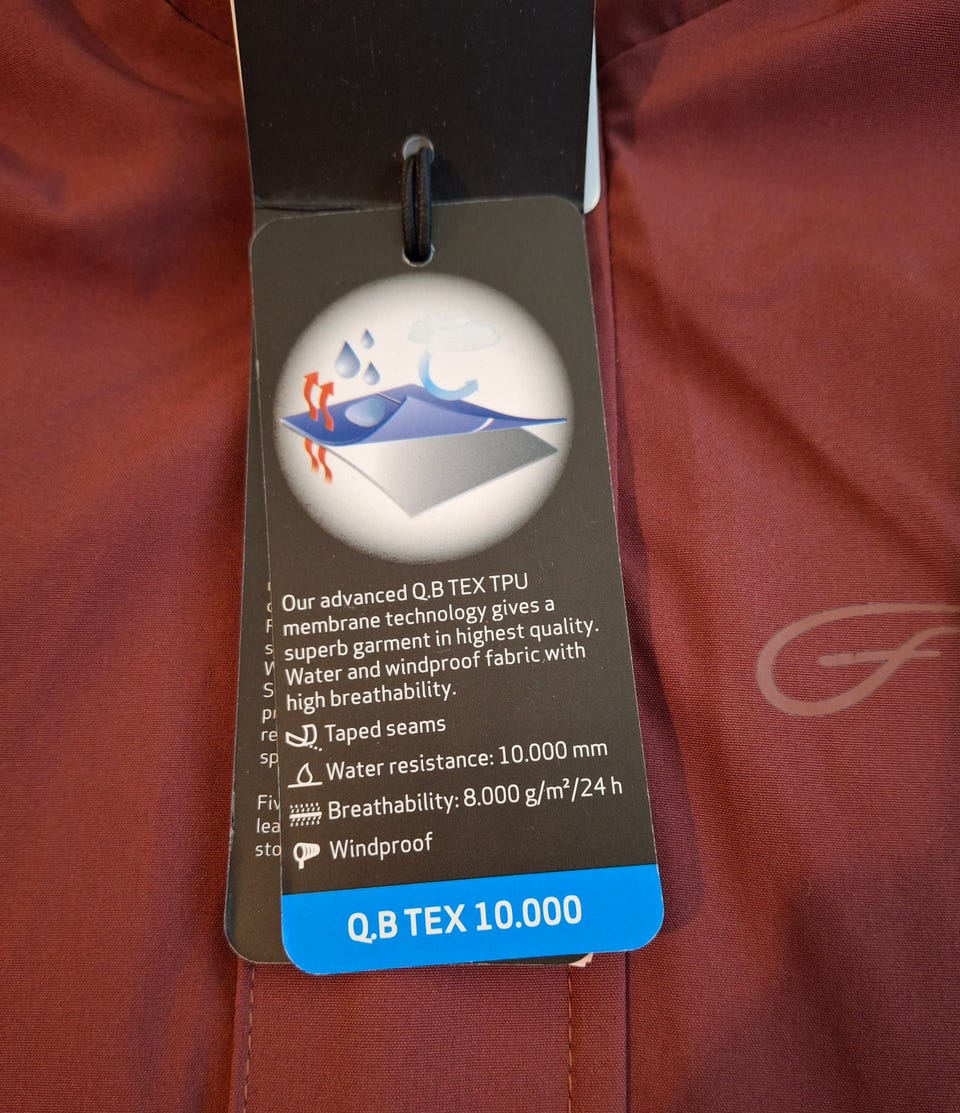 Our advanced Q.B TEX TPU
membrane technology gives a
superb garment in highest quality.
Water and windproof fabric with
high breathability.
Taped seams
Water resistance: 10.000 mm
Breathability: 8.000 g/m²/24 h
Windproof
Q.B TEX 10.000